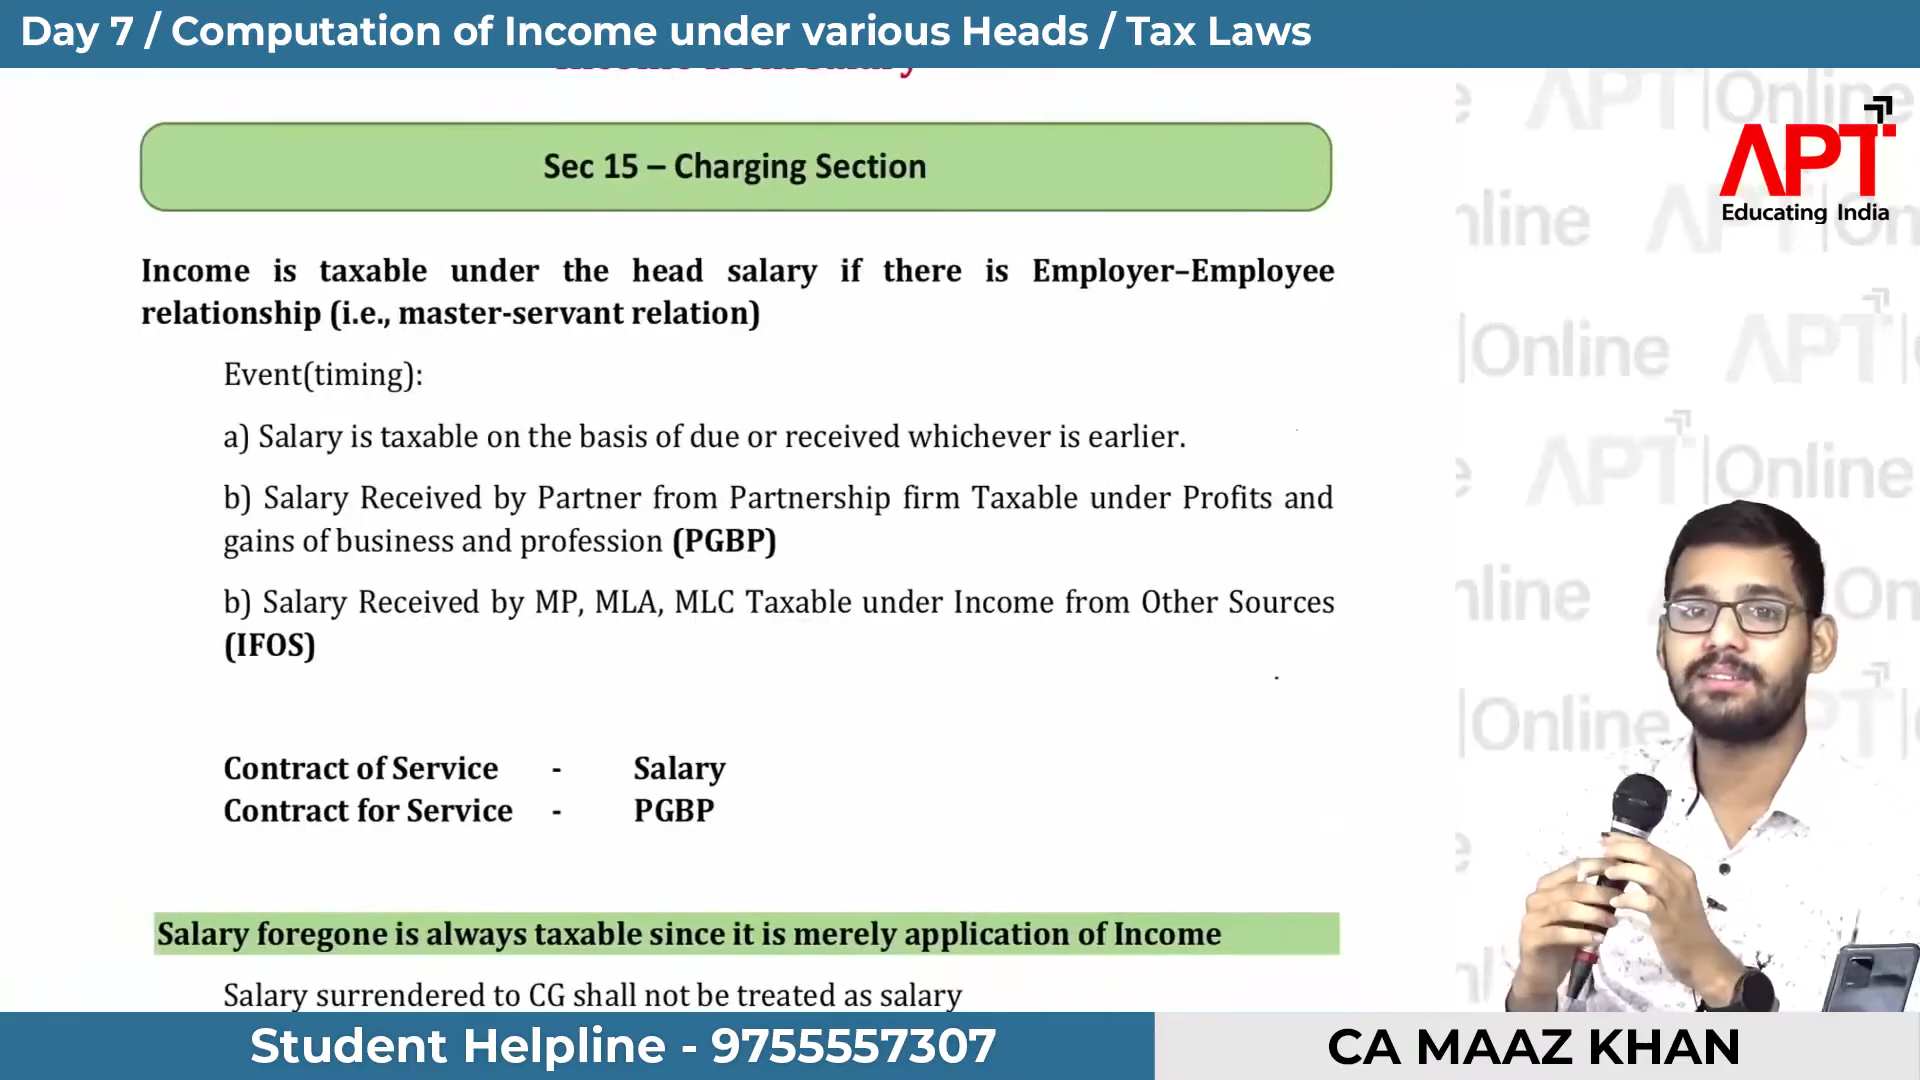 Day 7 / Computation of Income under various Heads / Tax Laws
Income from Salary
Sec 15 – Charging Section
Income is taxable under the head salary if there is Employer–Employee
relationship (i.e., master-servant relation)
Event(timing):
a) Salary is taxable on the basis of due or received whichever is earlier.
b) Salary Received by Partner from Partnership firm Taxable under Profits and
gains of business and profession (PGBP)
b) Salary Received by MP, MLA, MLC Taxable under Income from Other Sources
(IFOS)
Contract of Service - Salary
Contract for Service - PGBP
Salary foregone is always taxable since it is merely application of Income
Salary surrendered to CG shall not be treated as salary
APT
Educating India
APT|Online
Student Helpline - 9755557307
CA MAAZ KHAN